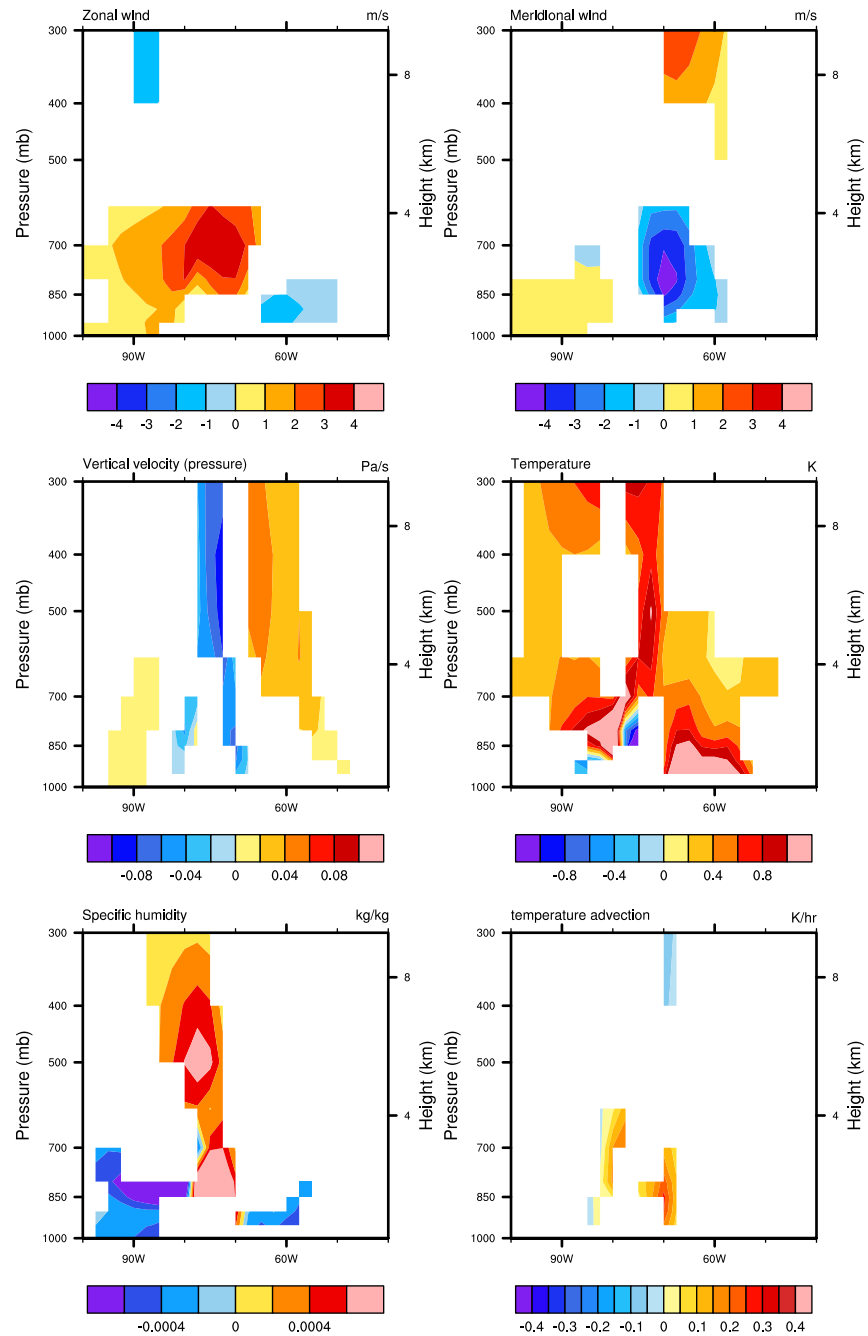 Zonal wind m/s
300
400
500
700
850
1000
Pressure (mb)
8
4
Height (km)
90W 60W
-4 -3 -2 -1 0 1 2 3 4
Meridional wind m/s
300
400
500
700
850
1000
Pressure (mb)
8
4
Height (km)
90W 60W
-4 -3 -2 -1 0 1 2 3 4
Vertical velocity (pressure) Pa/s
300
400
500
700
850
1000
Pressure (mb)
8
4
Height (km)
90W 60W
-0.08 -0.04 0 0.04 0.08
Temperature K
300
400
500
700
850
1000
Pressure (mb)
8
4
Height (km)
90W 60W
-0.8 -0.4 0 0.4 0.8
Specific humidity kg/kg
300
400
500
700
850
1000
Pressure (mb)
8
4
Height (km)
90W 60W
-0.0004 0 0.0004
temperature advection K/hr
300
400
500
700
850
1000
Pressure (mb)
8
4
Height (km)
90W 60W
-0.4 -0.3 -0.2 -0.1 0 0.1 0.2 0.3 0.4